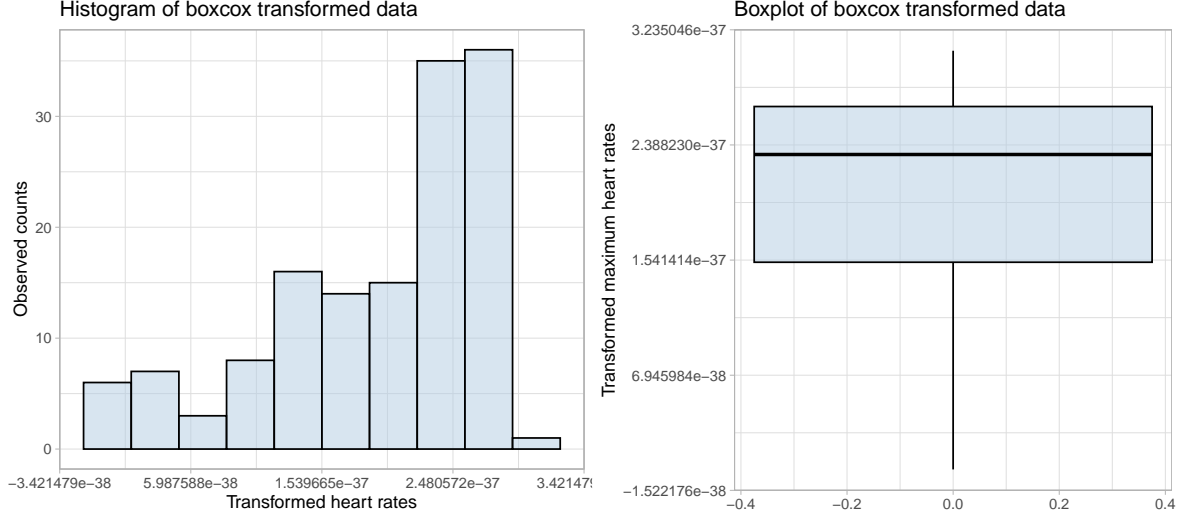 Histogram of boxcox transformed data
Observed counts
30
20
10
0
−3.421479e−38 5.987588e−38 1.539665e−37 2.480572e−37 3.421479
Transformed heart rates
Boxplot of boxcox transformed data
Transformed maximum heart rates
3.235046e−37
2.388230e−37
1.541414e−37
6.945984e−38
−1.522176e−38
−0.4 −0.2 0.0 0.2 0.4